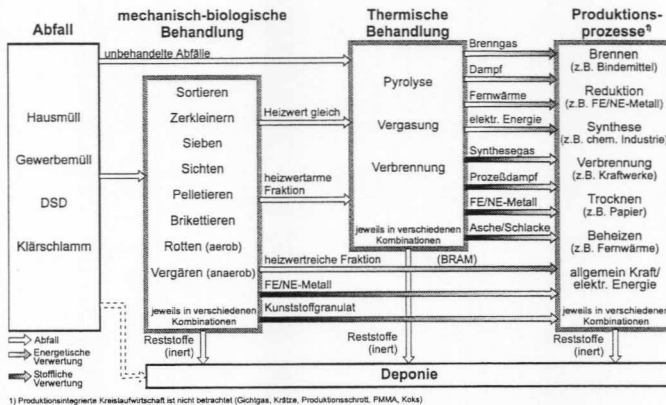 Abfall
Hausmüll
Gewerbemüll
DSD
Klärschlamm
mechanisch-biologische
Behandlung
unbehandelte Abfälle
Sortieren
Zerkleinern
Sieben
Sichten
Pelletieren
Brikettieren
Rotten (aerob)
Vergären (anaerob)
jeweils in verschiedenen
Kombinationen
Heizwert gleich
heizwertarme
Fraktion
heizwertreiche Fraktion (BRAM)
FE/NE-Metall
Kunststoffgranulat
Thermische
Behandlung
Pyrolyse
Vergasung
Verbrennung
jeweils in verschiedenen
Kombinationen
Brenngas
Dampf
Fernwärme
elektr. Energie
Synthesegas
Prozeßdampf
FE/NE-Metall
Asche/Schlacke
Produktions-
prozesse1)
Brennen
(z.B. Bindemittel)
Reduktion
(z.B. FE/NE-Metall)
Synthese
(z.B. chem. Industrie)
Verbrennung
(z.B. Kraftwerke)
Trocknen
(z.B. Papier)
Beheizen
(z.B. Fernwärme)
allgemein Kraft/
elektr. Energie
jeweils in verschiedenen
Kombinationen
Abfall
Energetische
Verwertung
Stoffliche
Verwertung
Reststoffe
(inert)
Reststoffe
(inert)
Reststoffe
(inert)
Deponie
1) Produktionsintegrierte Kreislaufwirtschaft ist nicht betrachtet (Gichtgas, Krätze, Produktionsschrott, PMMA, Koks)